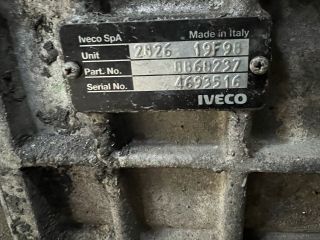 Iveco SpA Made in Italy
Unit 2826 19F98
Part. No. 8868237
Serial No. 4693516
IVECO